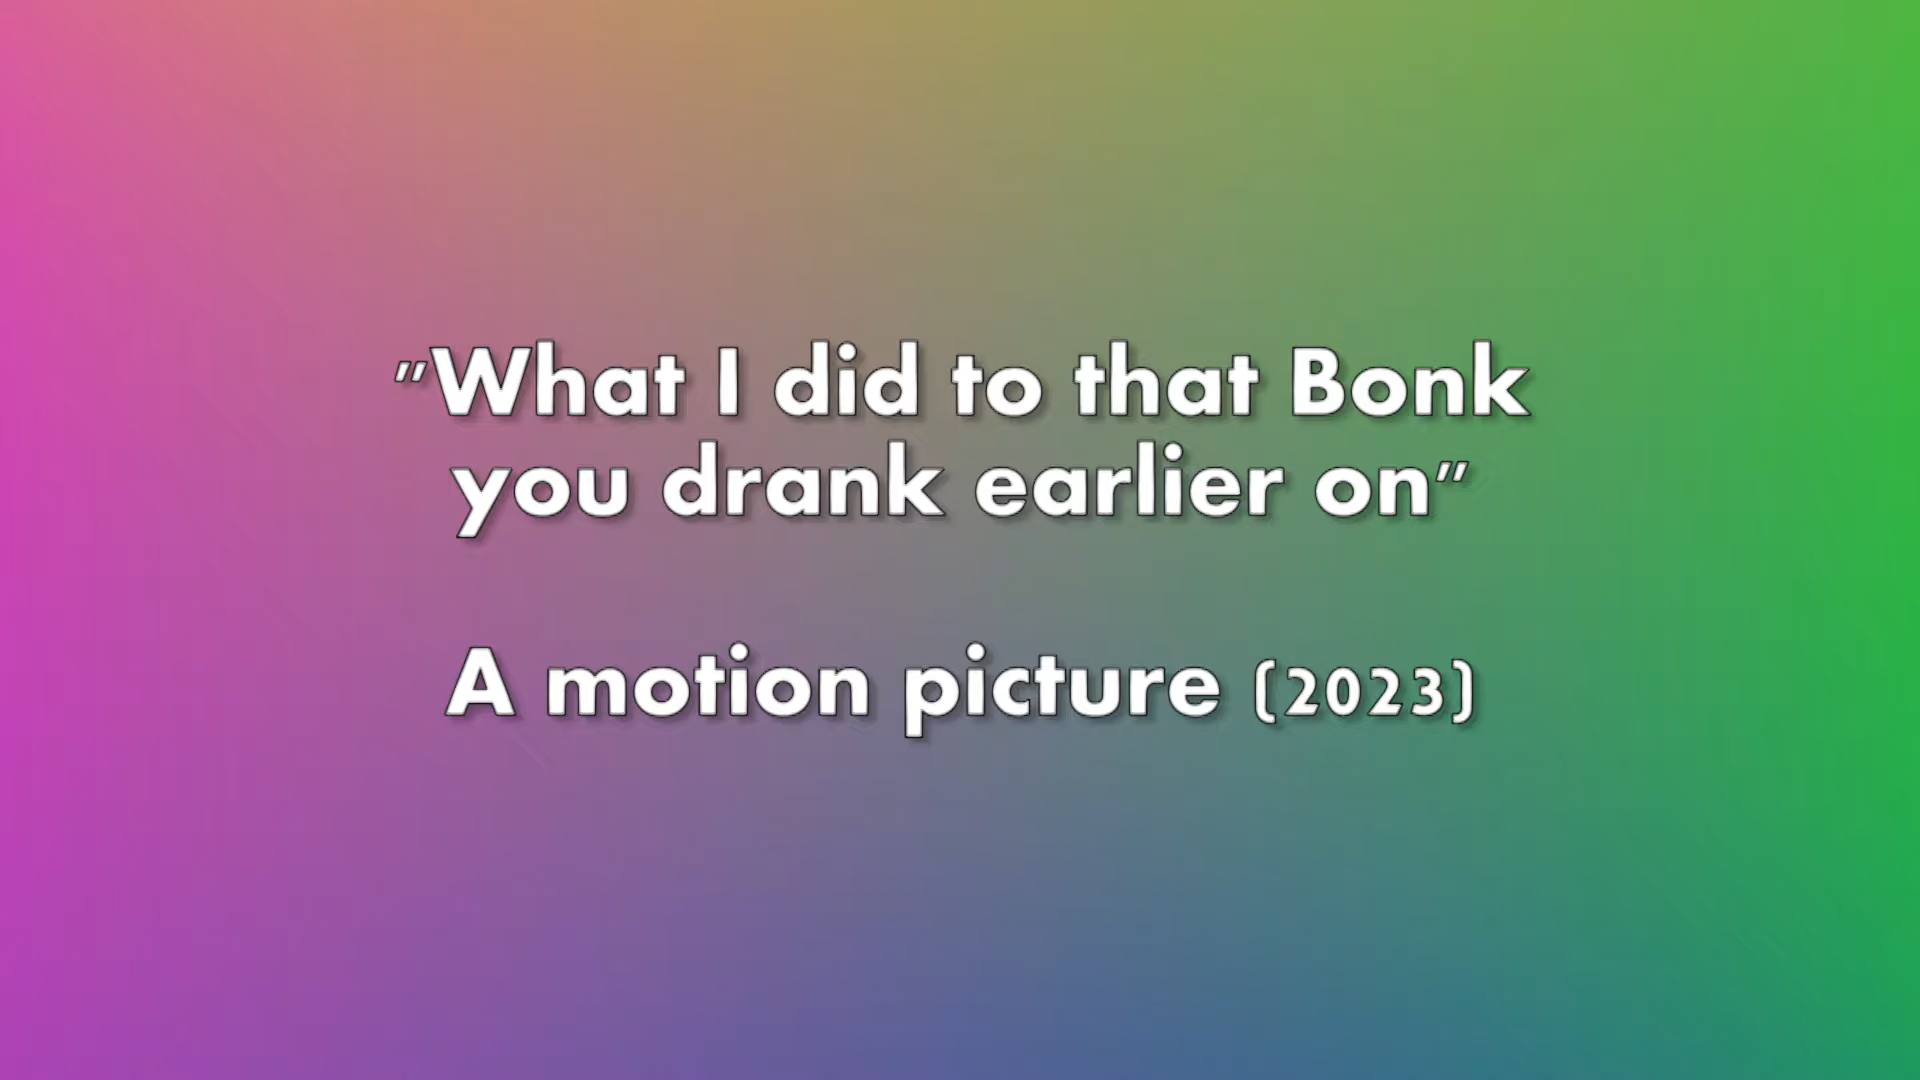 "What I did to that Bonk
you drank earlier on"
A motion picture (2023)